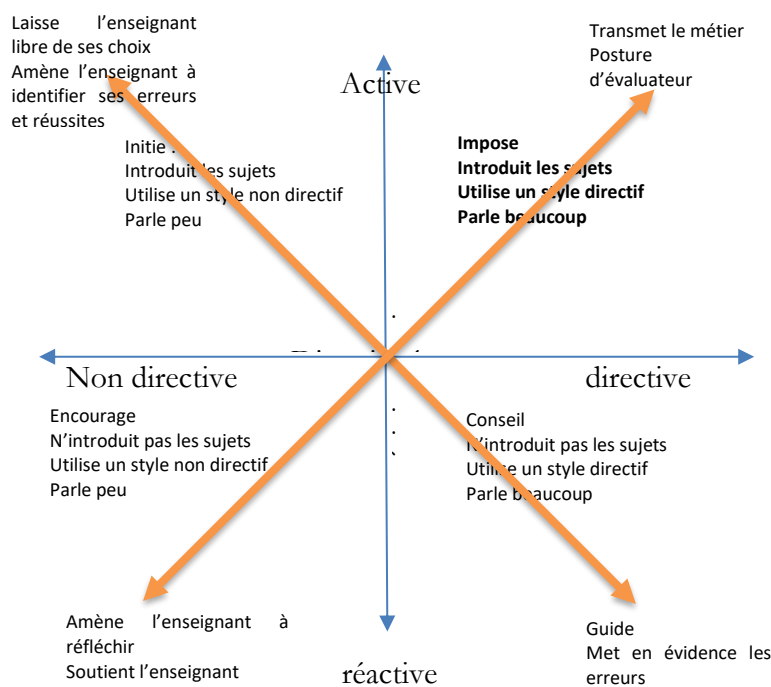 Laisse l’enseignant
libre de ses choix
Amène l’enseignant à
identifier ses erreurs
et réussites
Transmet le métier
Posture
d’évaluateur
Active
Initie :
Introduit les sujets
Utilise un style non directif
Parle peu
Impose
Introduit les sujets
Utilise un style directif
Parle beaucoup
Non directive
directive
Encourage
N’introduit pas les sujets
Utilise un style non directif
Parle peu
Conseil
N’introduit pas les sujets
Utilise un style directif
Parle beaucoup
Amène l’enseignant à
réfléchir
Soutient l’enseignant
réactive
Guide
Met en évidence les
erreurs